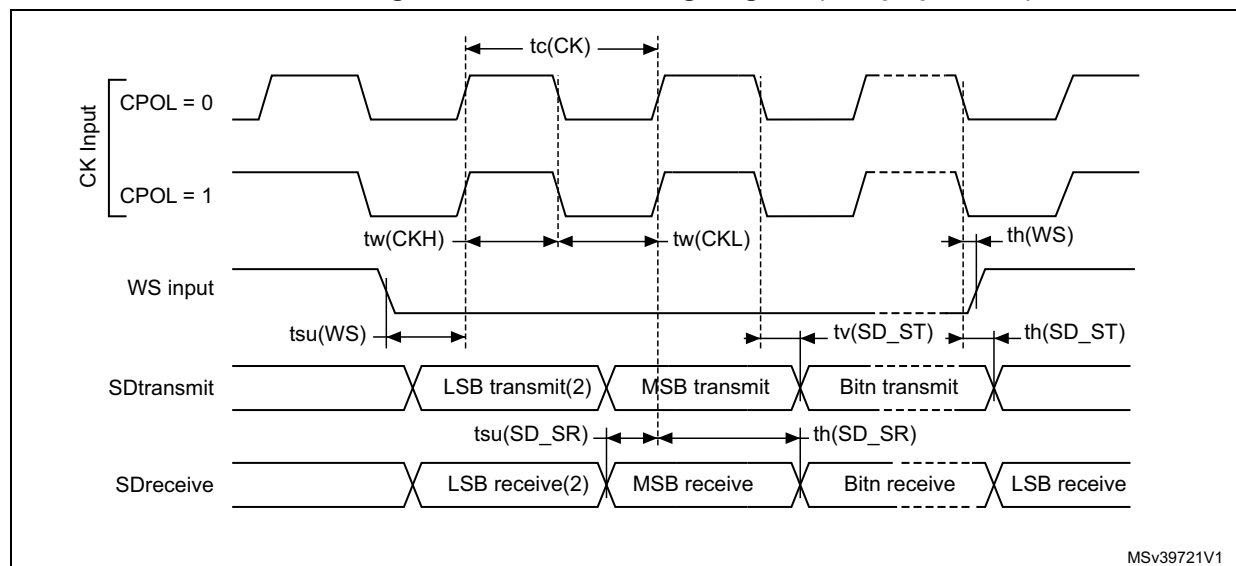 tc(CK)
CK Input
CPOL = 0
CPOL = 1
tw(CKH)
tw(CKL)
th(WS)
WS input
tsu(WS)
tv(SD_ST)
th(SD_ST)
SDtransmit
LSB transmit(2)
MSB transmit
Bitn transmit
tsu(SD_SR)
th(SD_SR)
SDreceive
LSB receive(2)
MSB receive
Bitn receive
LSB receive
MSv39721V1